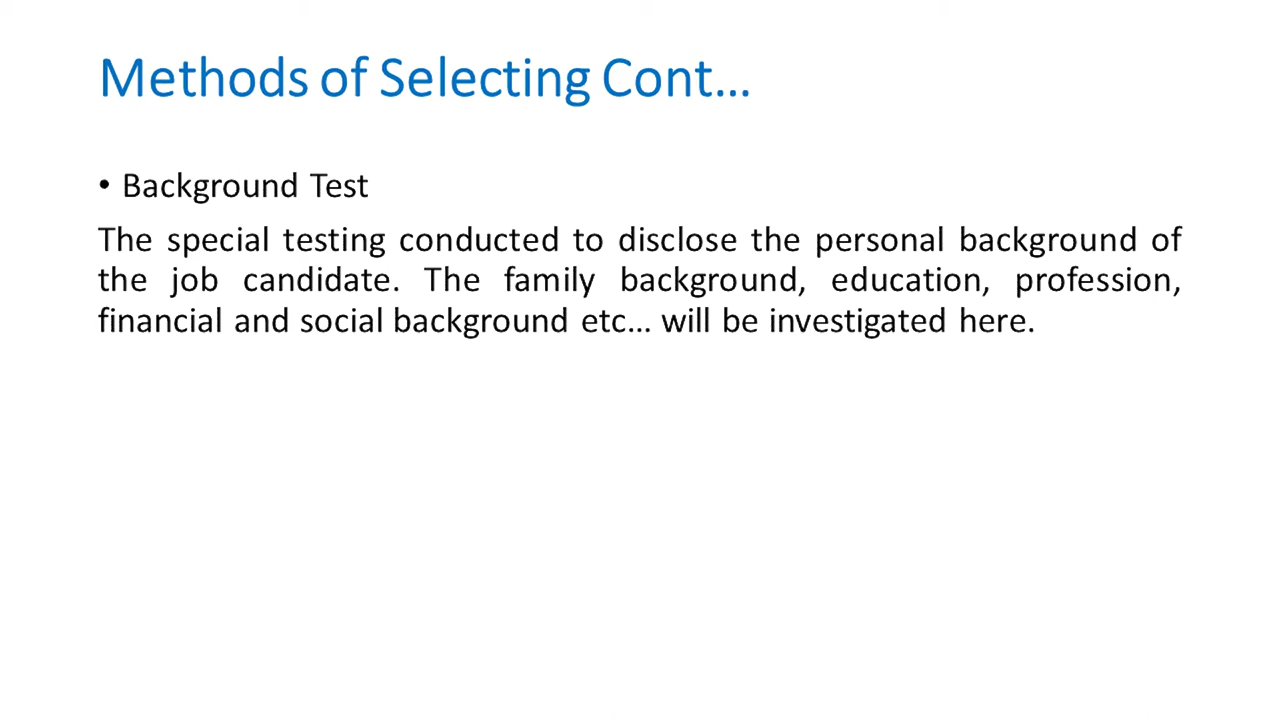 Methods of Selecting Cont...
• Background Test
The special testing conducted to disclose the personal background of
the job candidate. The family background, education, profession,
financial and social background etc... will be investigated here.